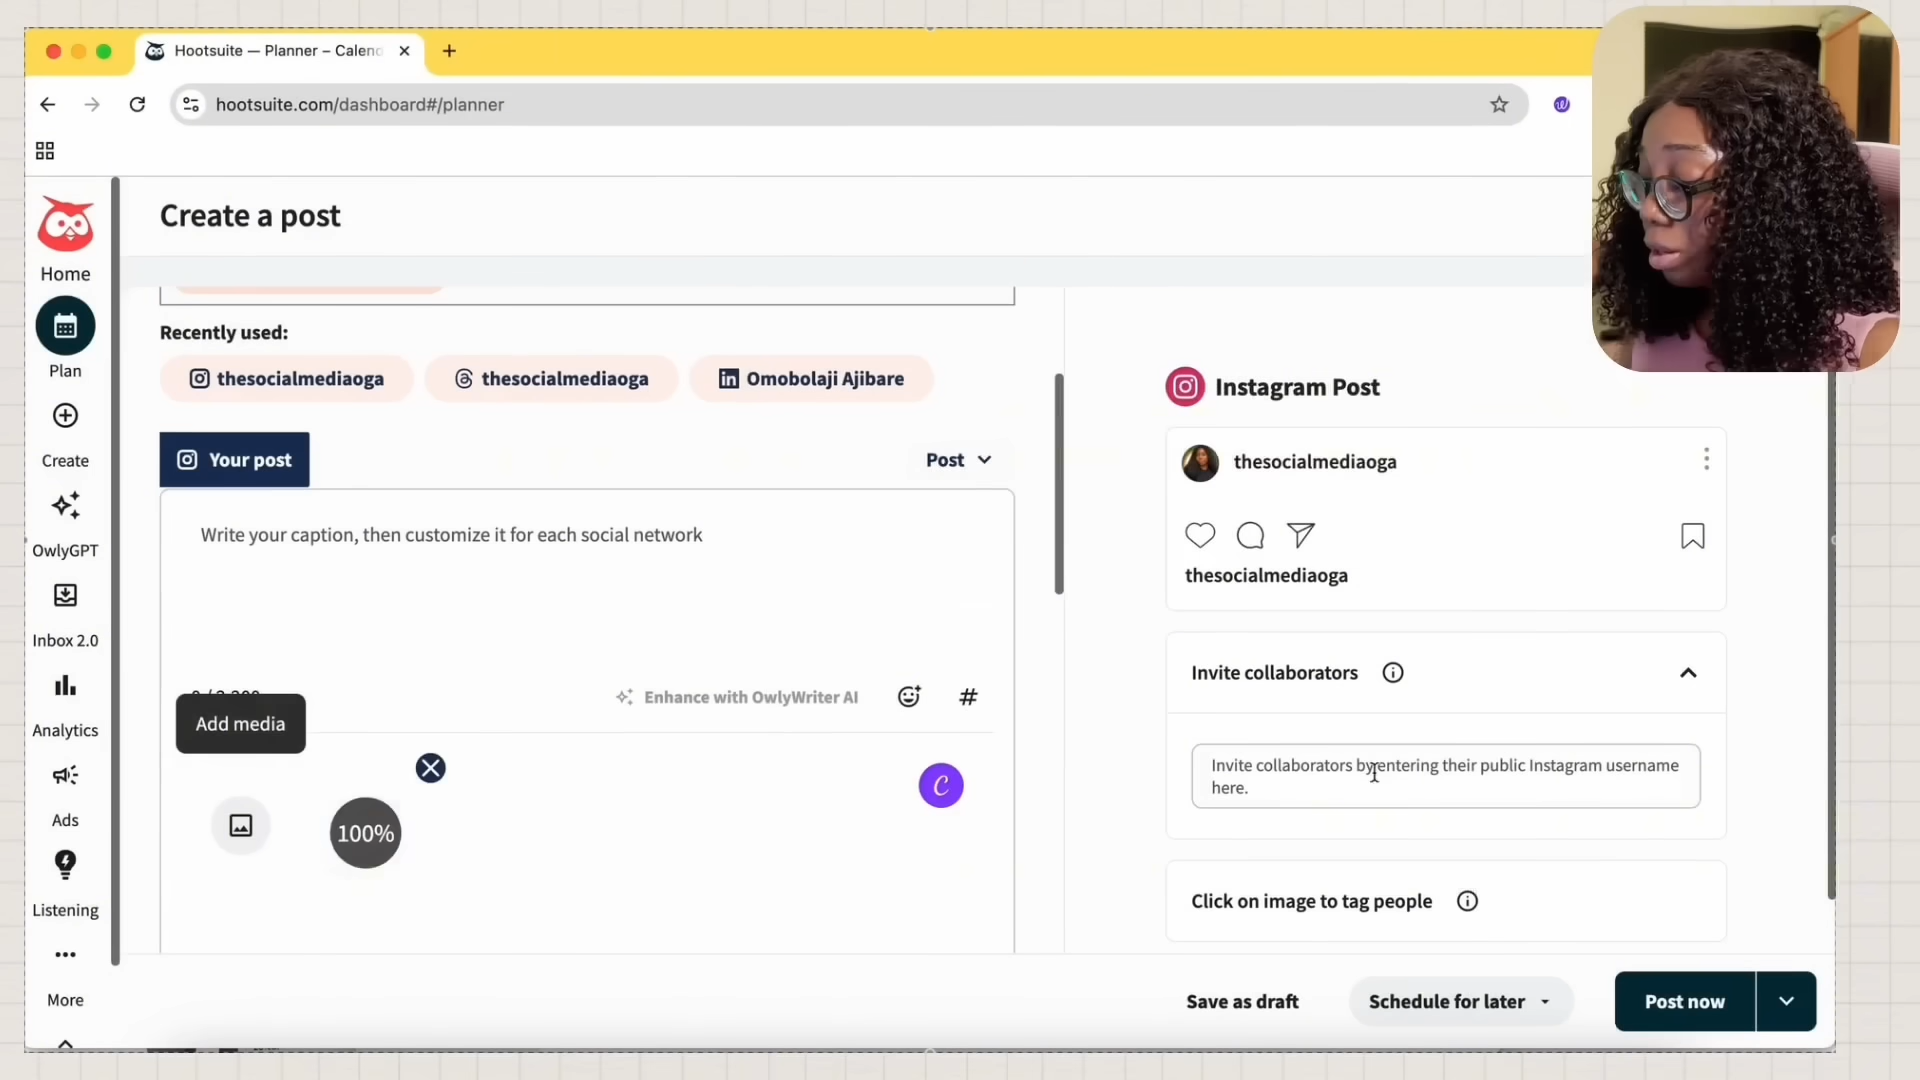 Hootsuite — Planner – Calend
hootsuite.com/dashboard#/planner
Create a post
Home
Plan
Create
OwlyGPT
Inbox 2.0
Analytics
Ads
Listening
More
Recently used:
thesocialmediaoga
thesocialmediaoga
Omobolaji Ajibare
Your post
Post
Write your caption, then customize it for each social network
Enhance with OwlyWriter AI
#
Add media
100%
Instagram Post
thesocialmediaoga
thesocialmediaoga
Invite collaborators
Invite collaborators by entering their public Instagram username
here.
Click on image to tag people
Save as draft
Schedule for later
Post now